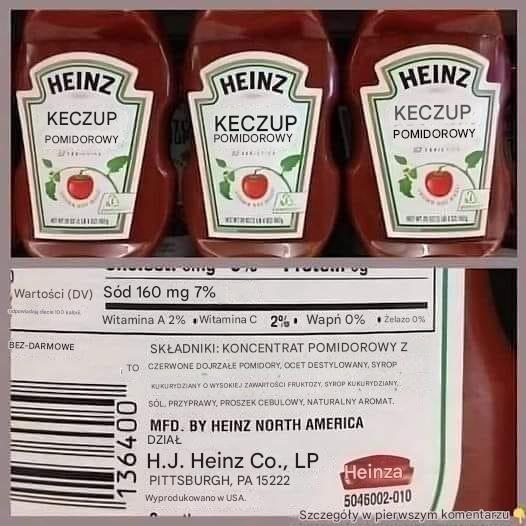 HEINZ
KECZUP
POMIDOROWY
HEINZ
KECZUP
POMIDOROWY
HEINZ
KECZUP
POMIDOROWY
Wartości (DV)
Sód 160 mg 7%
Witamina A 2% • Witamina C 2% • Wapń 0% • Żelazo 0%
BEZ-DARMOWE
SKŁADNIKI: KONCENTRAT POMIDOROWY Z
TO CZERWONE DOJRZAŁE POMIDORY, OCET DESTYLOWANY, SYROP
KUKURYDZIANY O WYSOKIEJ ZAWARTOŚCI FRUKTOZY, SYROP KUKURYDZIANY,
SÓL, PRZYPRAWY, PROSZEK CEBULOWY, NATURALNY AROMAT.
MFD. BY HEINZ NORTH AMERICA
DZIAŁ
H.J. Heinz Co., LP
PITTSBURGH, PA 15222
Wyprodukowano w USA.
136400
Heinza
5046002-010
Szczegóły w pierwszym komentarzu 👇